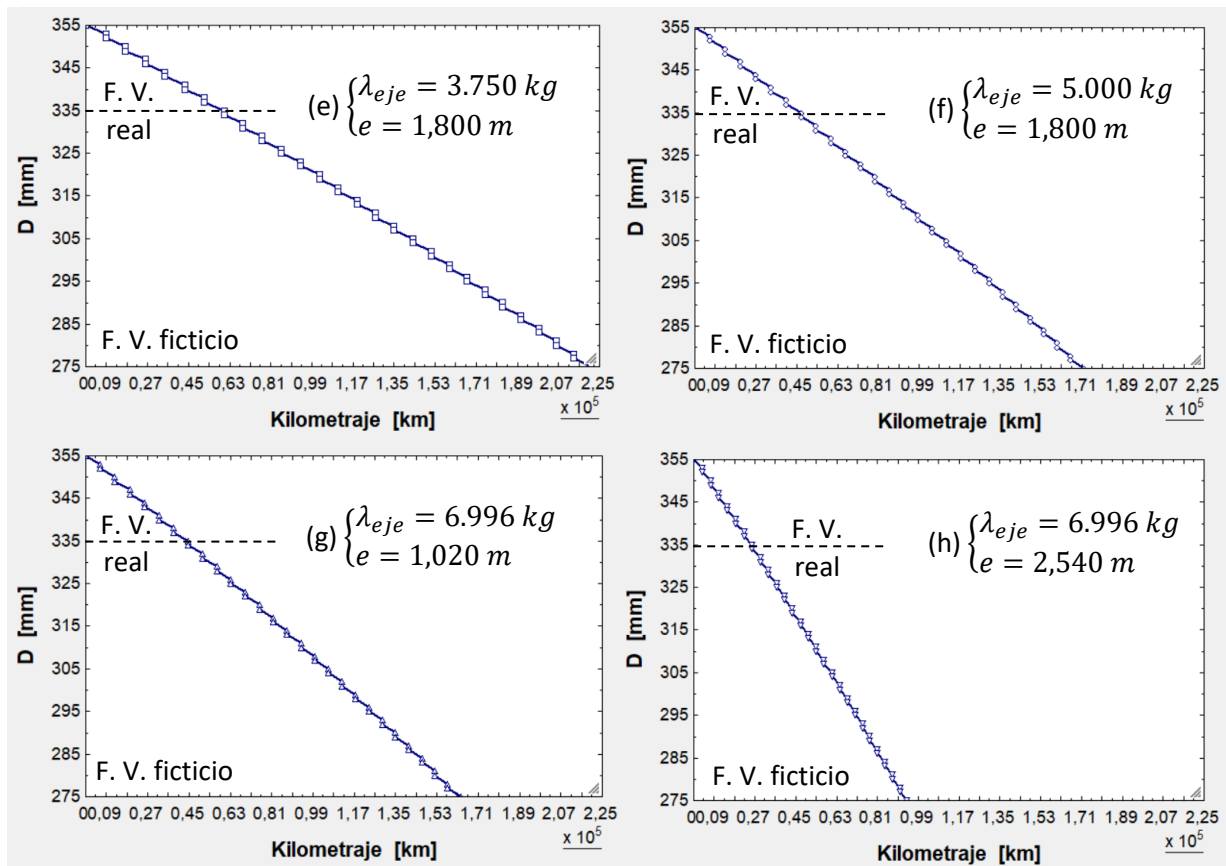 355
345
335
325
315
305
295
285
275
D [mm]
F. V.
real
(e) {λ_eje = 3.750 kg
e = 1,800 m
F. V. ficticio
00,09 0,27 0,45 0,63 0,81 0,99 1,17 1,35 1,53 1,71 1,89 2,07 2,25
x 10^5
Kilometraje [km]
355
345
335
325
315
305
295
285
275
D [mm]
F. V.
real
(f) {λ_eje = 5.000 kg
e = 1,800 m
F. V. ficticio
00,09 0,27 0,45 0,63 0,81 0,99 1,17 1,35 1,53 1,71 1,89 2,07 2,25
x 10^5
Kilometraje [km]
355
345
335
325
315
305
295
285
275
D [mm]
F. V.
real
(g) {λ_eje = 6.996 kg
e = 1,020 m
F. V. ficticio
00,09 0,27 0,45 0,63 0,81 0,99 1,17 1,35 1,53 1,71 1,89 2,07 2,25
x 10^5
Kilometraje [km]
355
345
335
325
315
305
295
285
275
D [mm]
F. V.
real
(h) {λ_eje = 6.996 kg
e = 2,540 m
F. V. ficticio
00,09 0,27 0,45 0,63 0,81 0,99 1,17 1,35 1,53 1,71 1,89 2,07 2,25
x 10^5
Kilometraje [km]